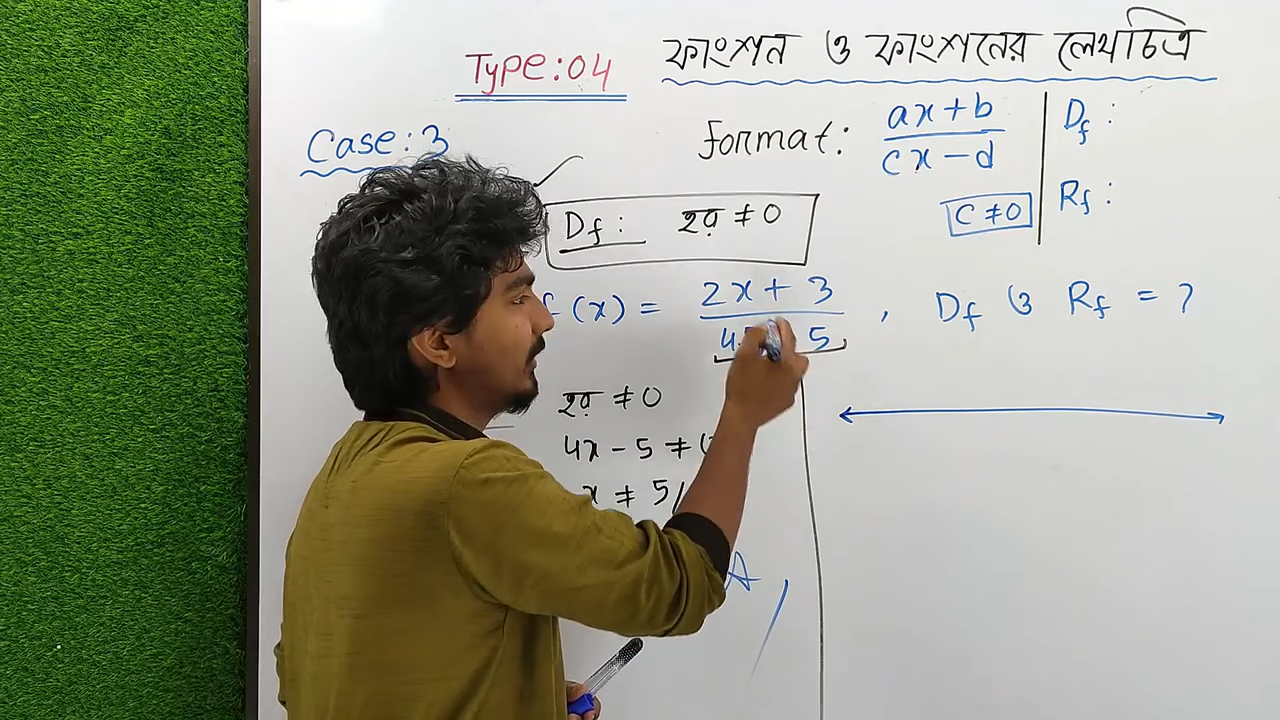 Type:04 ফাংশন ও ফাংশনের লেখচিত্র
Case:3
format: ax+b / cx-d
C ≠ 0
Df :
Rf :
Df : হর ≠ 0
f(x) = 2x+3 / 4x 5 , Df ও Rf = ?
হর ≠ 0
4x - 5 ≠
x ≠ 5/